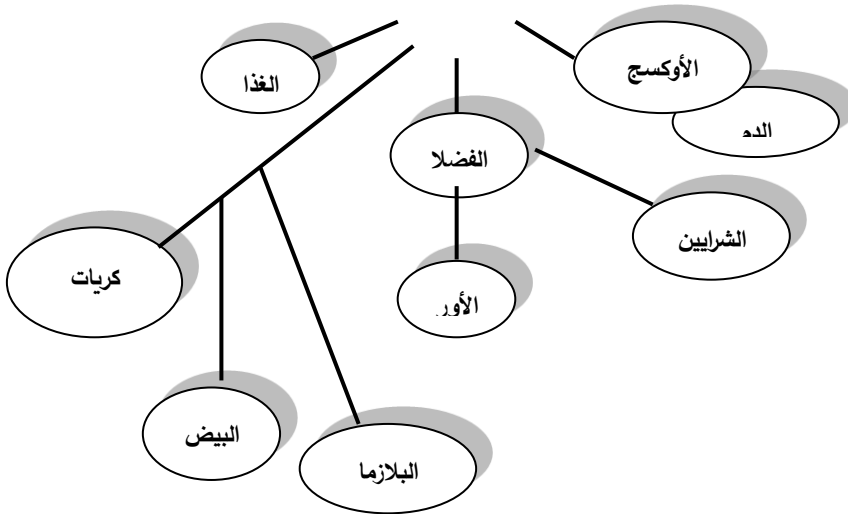 الأوكسج
الغذا
الدم
الفضلا
الشرايين
كريات
الأور
البيض
البلازما